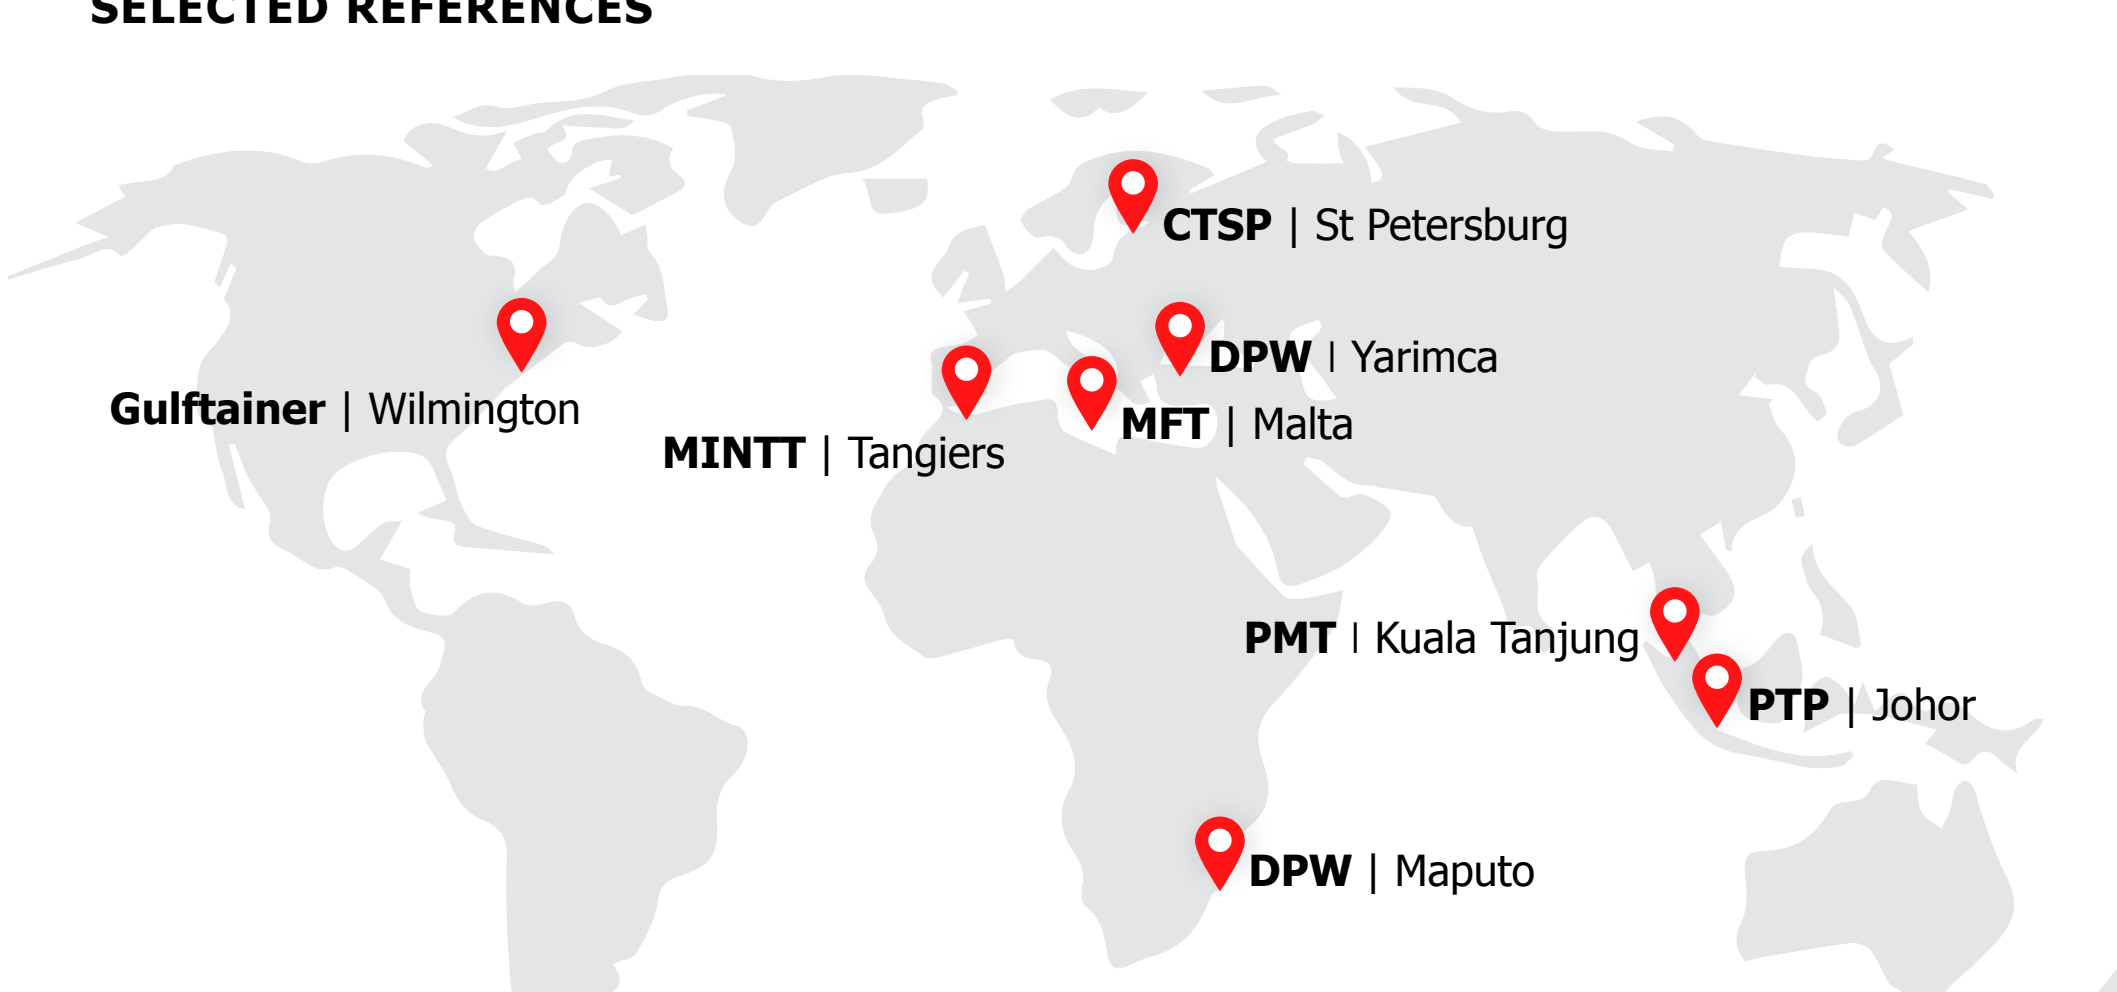 SELECTED REFERENCES
CTSP | St Petersburg
DPW | Yarimca
Gulftainer | Wilmington
MFT | Malta
MINTT | Tangiers
PMT | Kuala Tanjung
PTP | Johor
DPW | Maputo